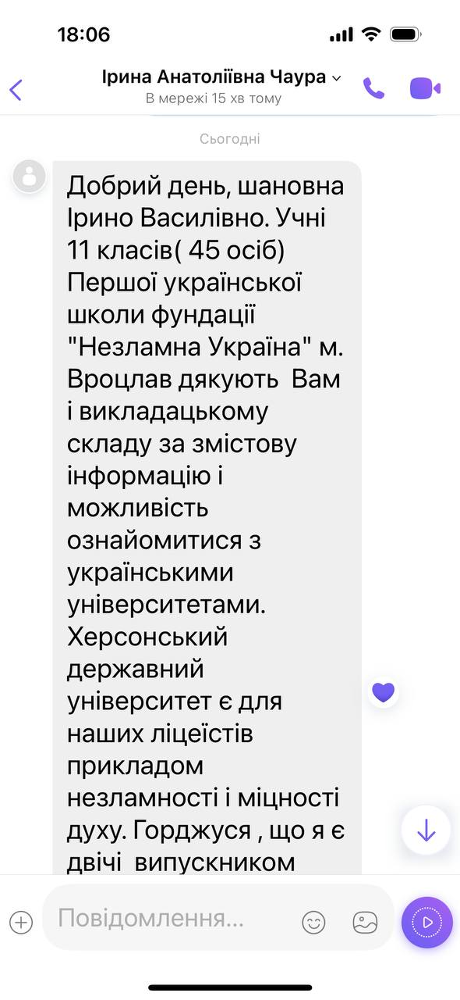 18:06
Ірина Анатоліївна Чаура
В мережі 15 хв тому
Сьогодні
Добрий день, шановна
Ірино Василівно. Учні
11 класів( 45 осіб)
Першої української
школи фундації
"Незламна Україна" м.
Вроцлав дякують  Вам
і викладацькому
складу за змістову
інформацію і
можливість
ознайомитися з
українськими
університетами.
Херсонський
державний
університет є для
наших ліцеїстів
прикладом
незламності і міцності
духу. Горджуся , що я є
двічі  випускником
Повідомлення...